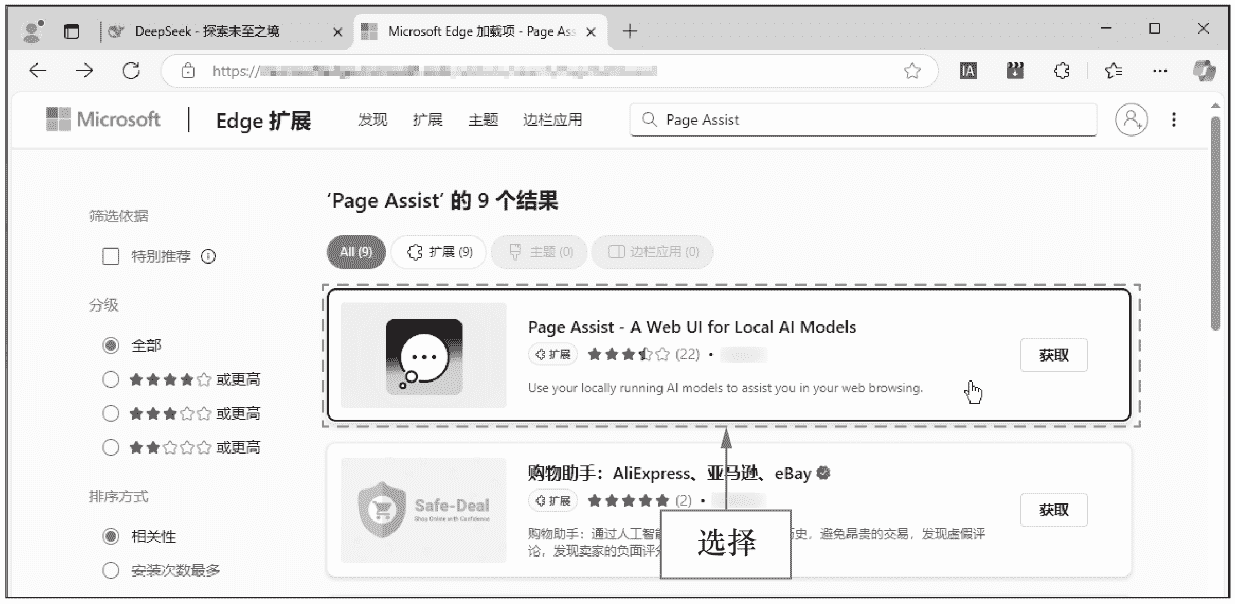 DeepSeek - 探索未至之境
Microsoft Edge 加载项 - Page Ass
https://
IA
Microsoft
Edge 扩展
发现
扩展
主题
边栏应用
Page Assist
筛选依据
特别推荐
分级
全部
或更高
或更高
或更高
排序方式
相关性
安装次数最多
'Page Assist' 的 9 个结果
All (9)
扩展 (9)
主题 (0)
边栏应用 (0)
Page Assist - A Web UI for Local AI Models
扩展
(22) •
Use your locally running AI models to assist you in your web browsing.
获取
Safe-Deal
Shop Online with Confidence
购物助手：AliExpress、亚马逊、eBay
扩展
(2) •
购物助手：通过人工智能 史，避免昂贵的交易，发现虚假评
论，发现卖家的负面评分
获取
选择